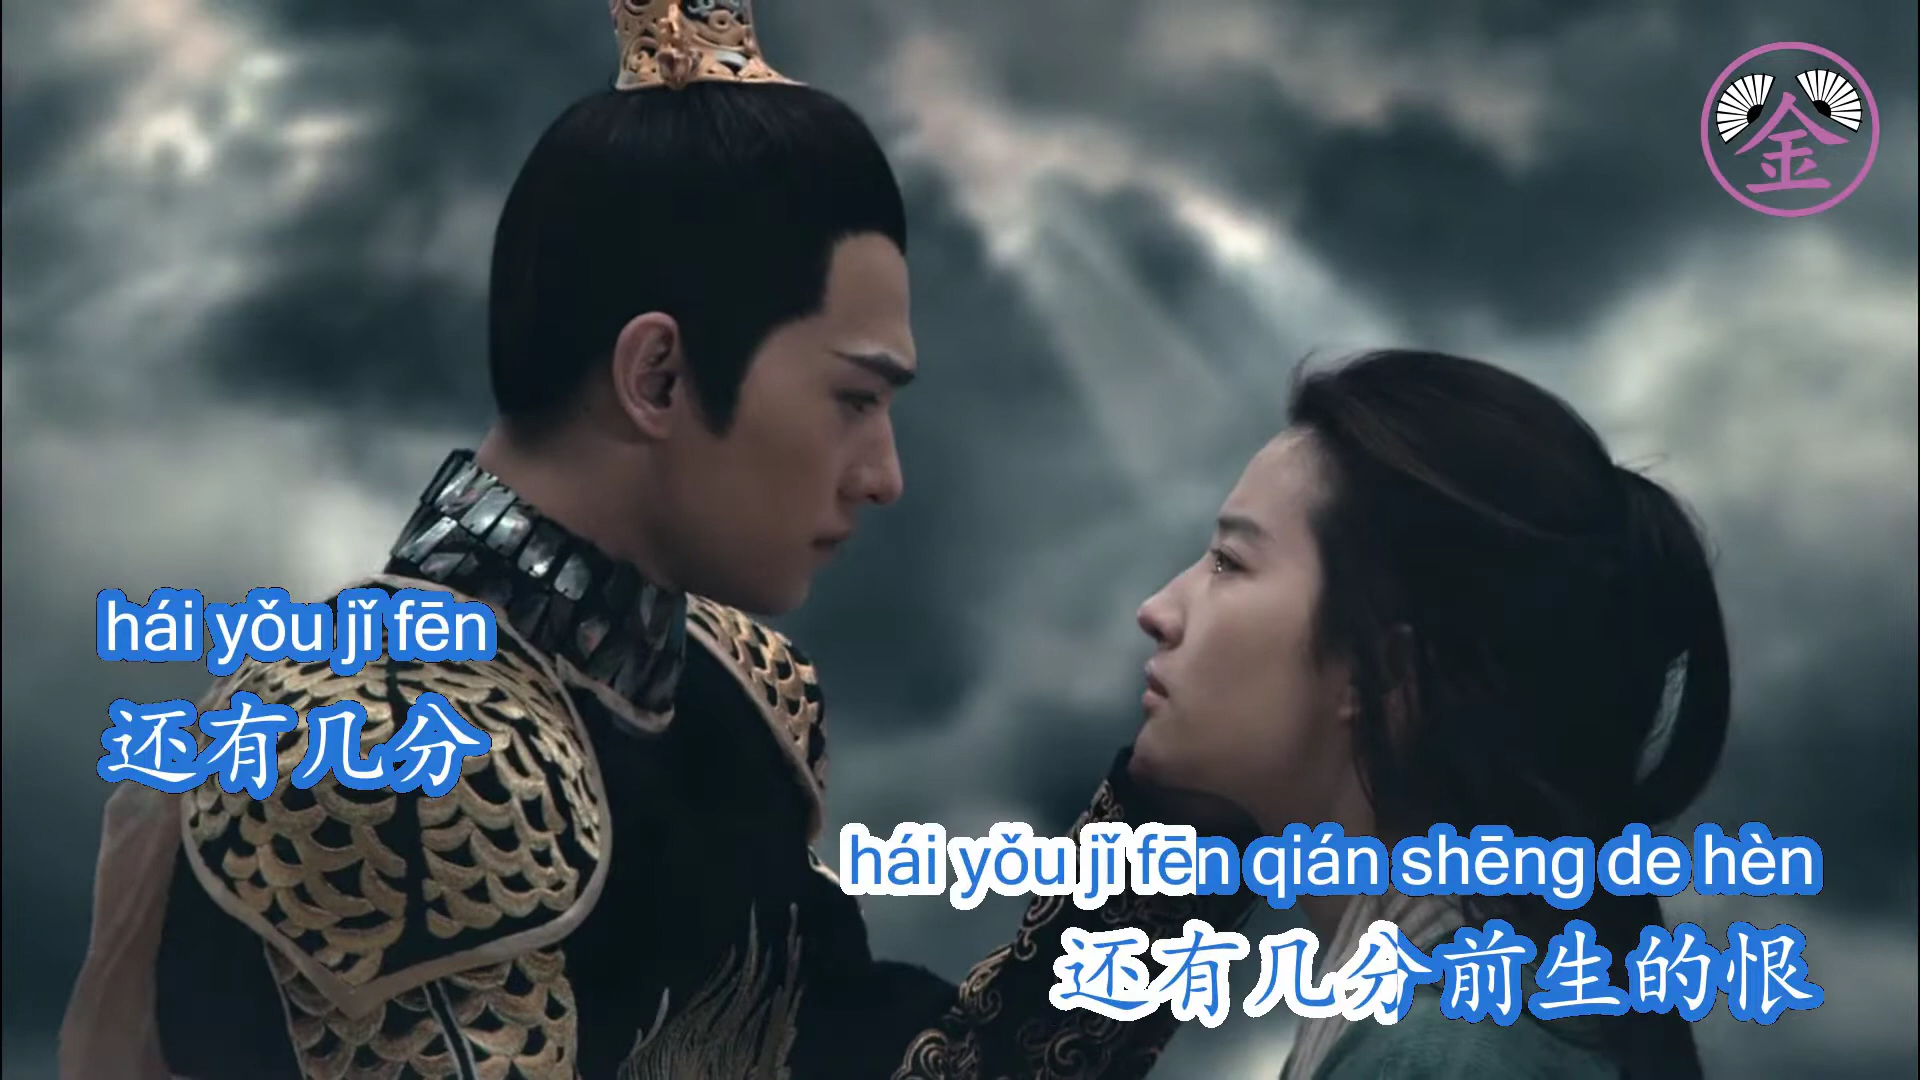 金
hái yǒu jǐ fēn
还有几分
hái yǒu jǐ fēn qián shēng de hèn
还有几分前生的恨